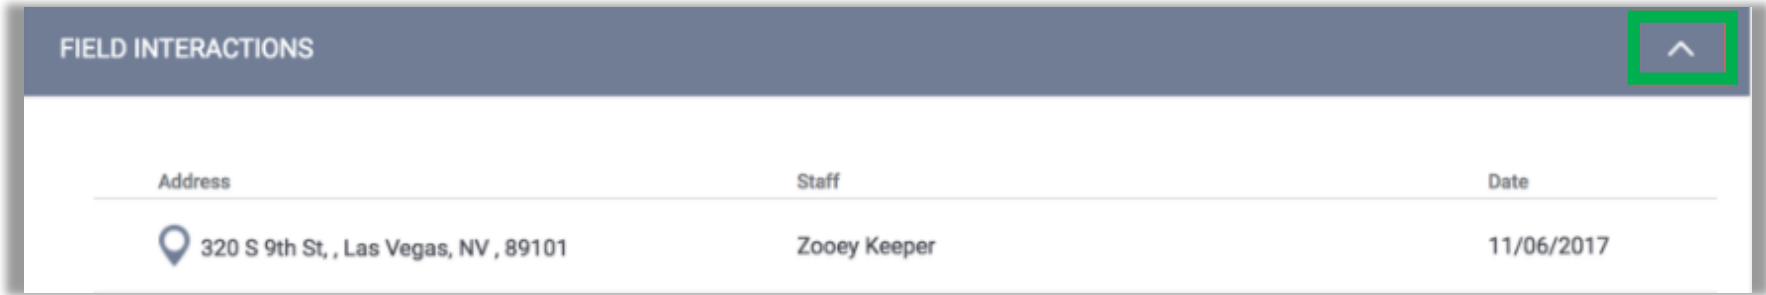 FIELD INTERACTIONS
Address Staff Date
320 S 9th St, , Las Vegas, NV , 89101 Zooey Keeper 11/06/2017